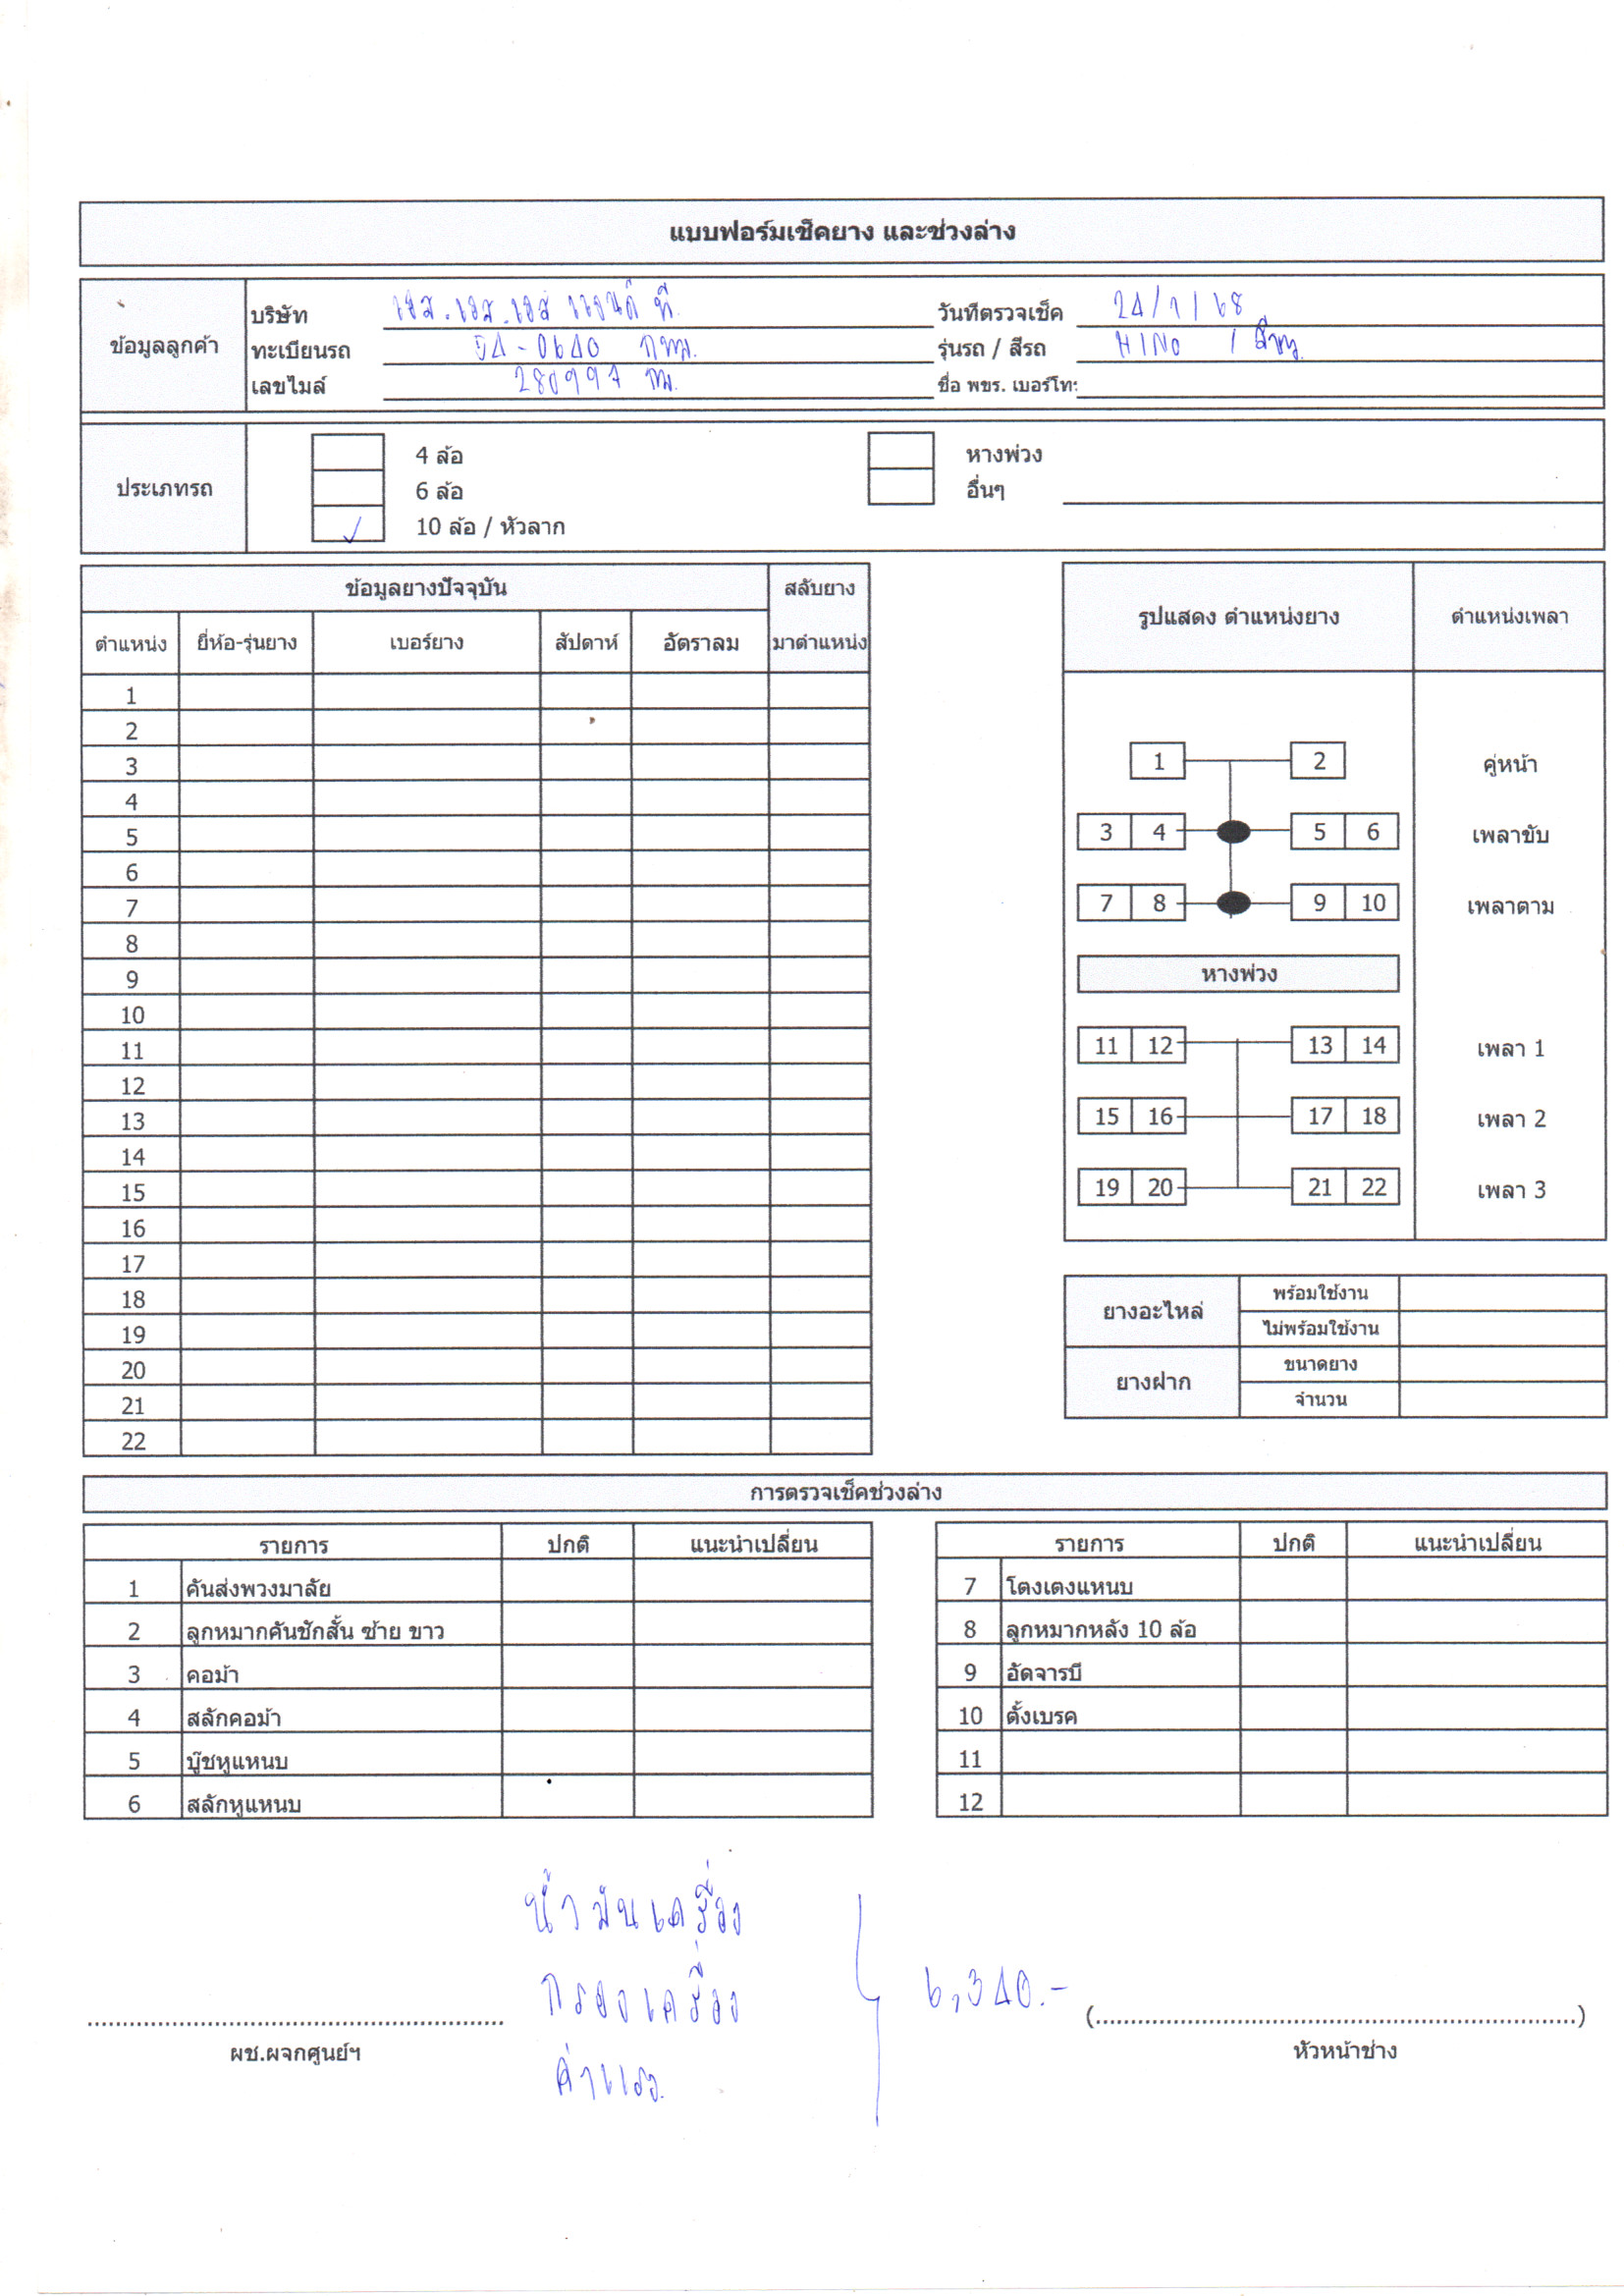 แบบฟอร์มเช็คยาง และช่วงล่าง
ข้อมูลลูกค้า
บริษัท เอส.เอส.เอส แอนด์ ที วันที่ตรวจเช็ค 24/1/68
ทะเบียนรถ 54-0640 กทม. รุ่นรถ / สีรถ HINO /
เลขไมล์ 280997 กม. ชื่อ พขร. เบอร์โทร:
ประเภทรถ
4 ล้อ หางพ่วง
6 ล้อ อื่นๆ
✓ 10 ล้อ / หัวลาก
ข้อมูลยางปัจจุบัน สลับยาง
ตำแหน่ง ยี่ห้อ-รุ่นยาง เบอร์ยาง สัปดาห์ อัตราลม มาตำแหน่ง
1
2
3
4
5
6
7
8
9
10
11
12
13
14
15
16
17
18
19
20
21
22
รูปแสดง ตำแหน่งยาง ตำแหน่งเพลา
1 2 คู่หน้า
3 4 5 6 เพลาขับ
7 8 9 10 เพลาตาม
หางพ่วง
11 12 13 14 เพลา 1
15 16 17 18 เพลา 2
19 20 21 22 เพลา 3
ยางอะไหล่ พร้อมใช้งาน
ไม่พร้อมใช้งาน
ยางฝาก ขนาดยาง
จำนวน
การตรวจเช็คช่วงล่าง
รายการ ปกติ แนะนำเปลี่ยน
1 คันส่งพวงมาลัย
2 ลูกหมากคันชักสั้น ซ้าย ขาว
3 คอม้า
4 สลักคอม้า
5 บู๊ชหูแหนบ
6 สลักหูแหนบ
รายการ ปกติ แนะนำเปลี่ยน
7 โตงเตงแหนบ
8 ลูกหมากหลัง 10 ล้อ
9 อัดจารบี
10 ตั้งเบรค
11
12
น้ำมันเครื่อง
กรองเครื่อง 6,340.-
ค่าแรง
(..........)
ผช.ผจกศูนย์ฯ หัวหน้าช่าง